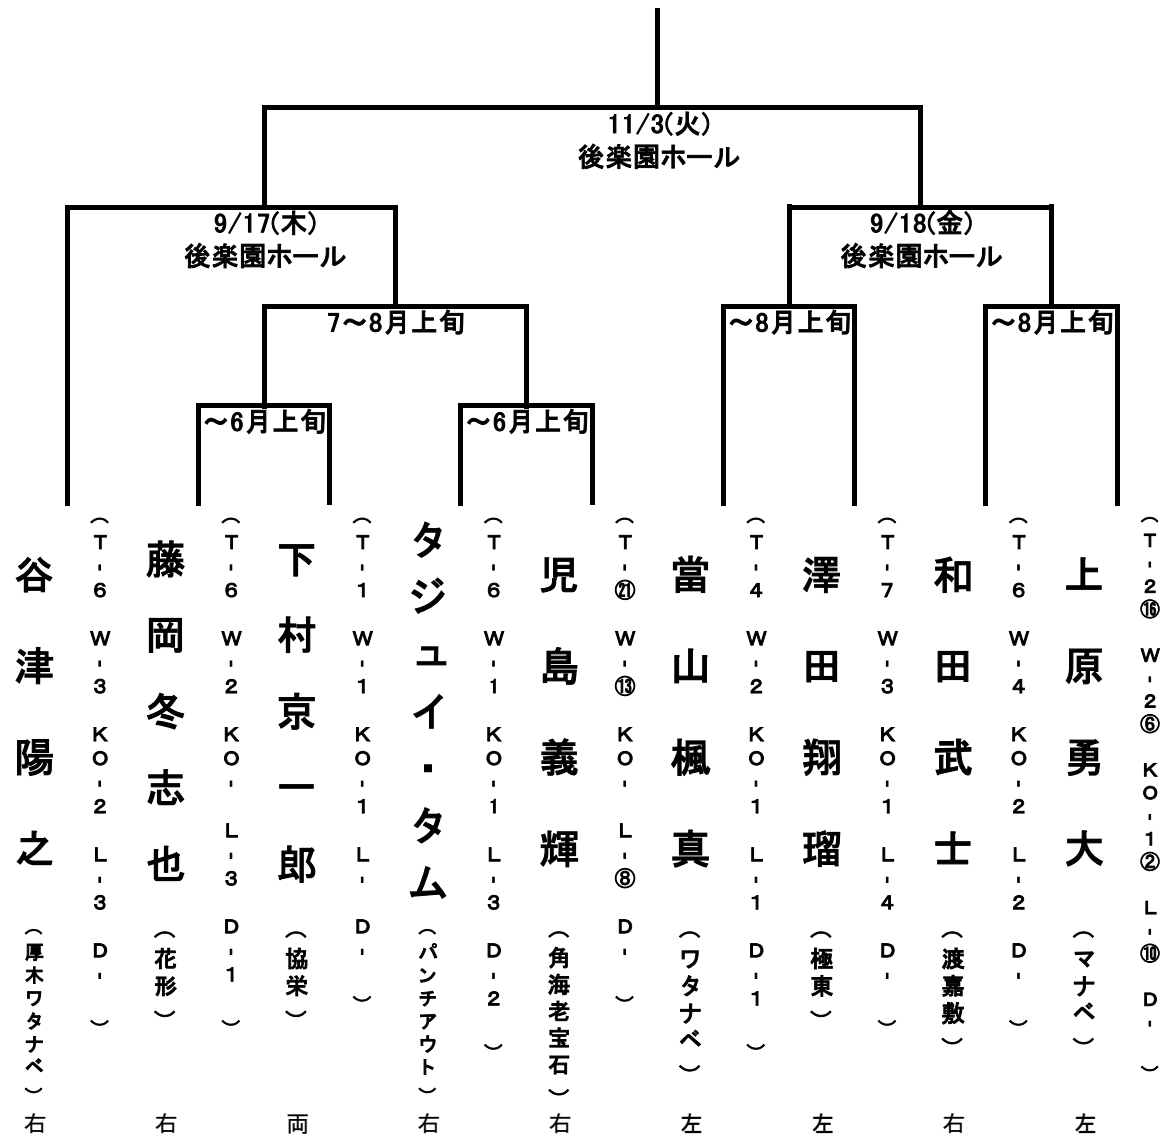 11/3(火)
後楽園ホール
9/17(木)
後楽園ホール
9/18(金)
後楽園ホール
7～8月上旬
～8月上旬
～8月上旬
～6月上旬
～6月上旬
谷津陽之（厚木ワタナベ）右
（T-6 W-3 KO-2 L-3 D- ）
藤岡冬志也（花形）右
（T-6 W-2 KO- L-3 D-1 ）
下村京一郎（協栄）両
（T-1 W-1 KO-1 L- D- ）
タジュイ・タム（パンチアウト）右
（T-6 W-1 KO-1 L-3 D-2 ）
児島義輝（角海老宝石）右
（T-㉑ W-⑬ KO- L-⑧ D- ）
當山楓真（ワタナベ）左
（T-4 W-2 KO-1 L-1 D-1 ）
澤田翔瑠（極東）左
（T-7 W-3 KO-1 L-4 D- ）
和田武士（渡嘉敷）右
（T-6 W-4 KO-2 L-2 D- ）
上原勇大（マナベ）左
（T-2⑯ W-2⑥ KO-1② L-⑩ D- ）